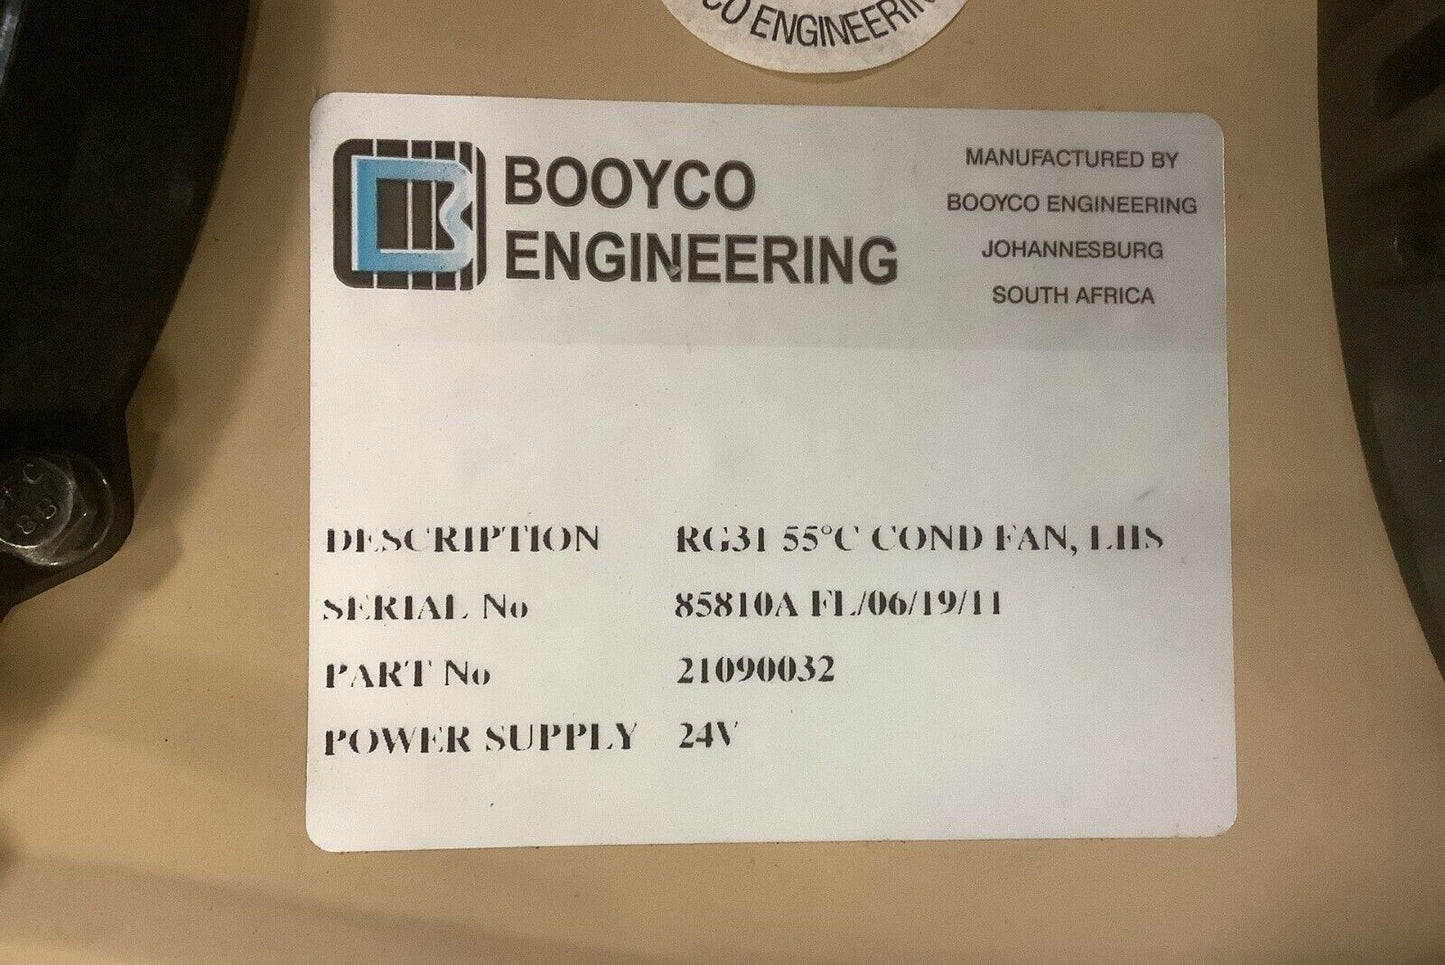 CO ENGINEERIN
BOOYCO
ENGINEERING
MANUFACTURED BY
BOOYCO ENGINEERING
JOHANNESBURG
SOUTH AFRICA
DESCRIPTION RG31 55°C COND FAN, LHS
SERIAL No 85810A FL/06/19/11
PART No 21090032
POWER SUPPLY 24V
88